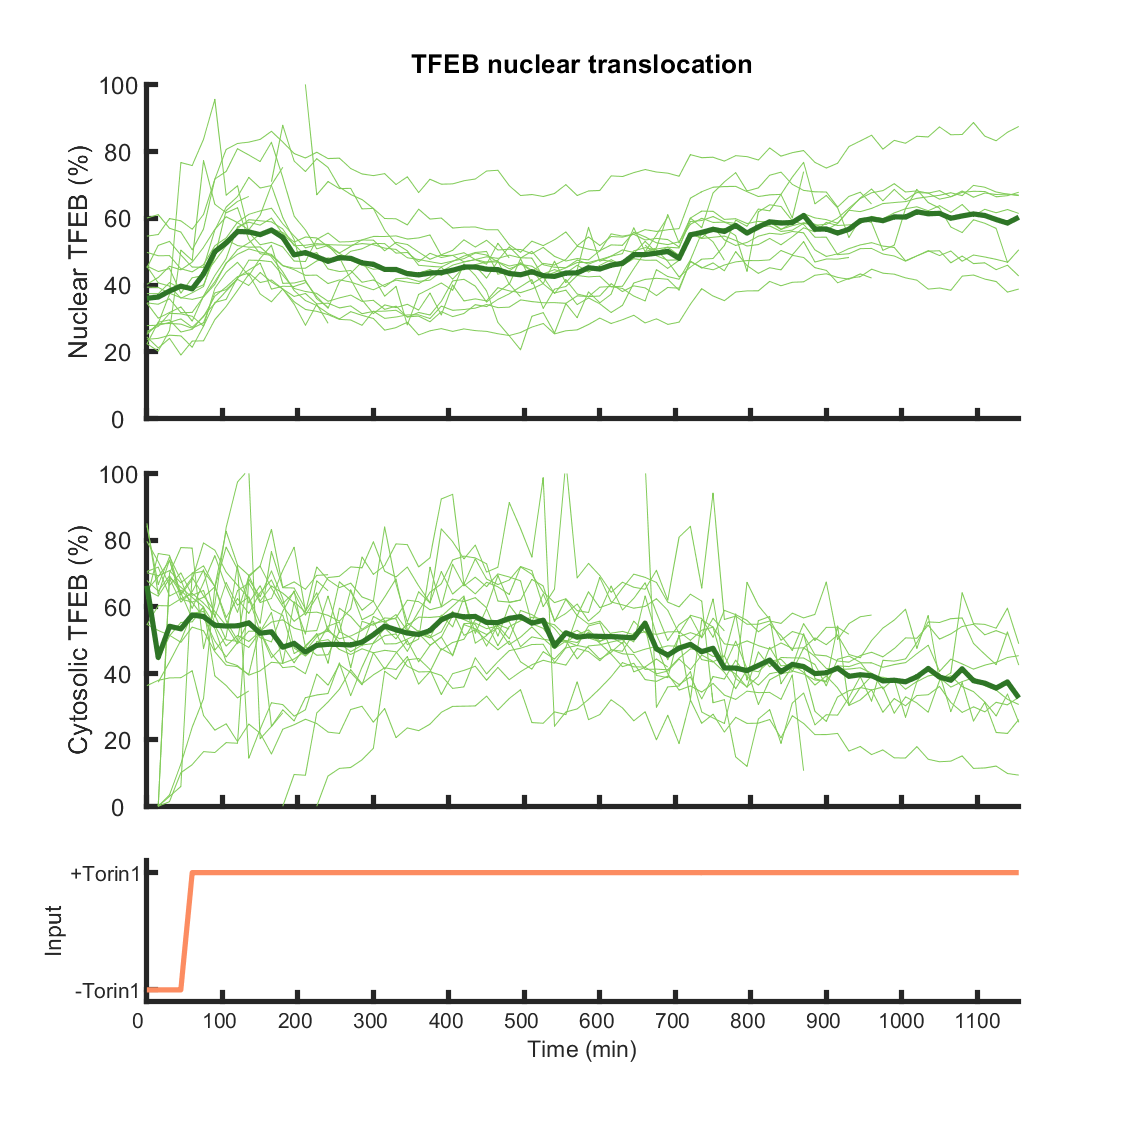 TFEB nuclear translocation
Nuclear TFEB (%)
100
80
60
40
20
0
Cytosolic TFEB (%)
100
80
60
40
20
0
Input
+Torin1
-Torin1
0 100 200 300 400 500 600 700 800 900 1000 1100
Time (min)